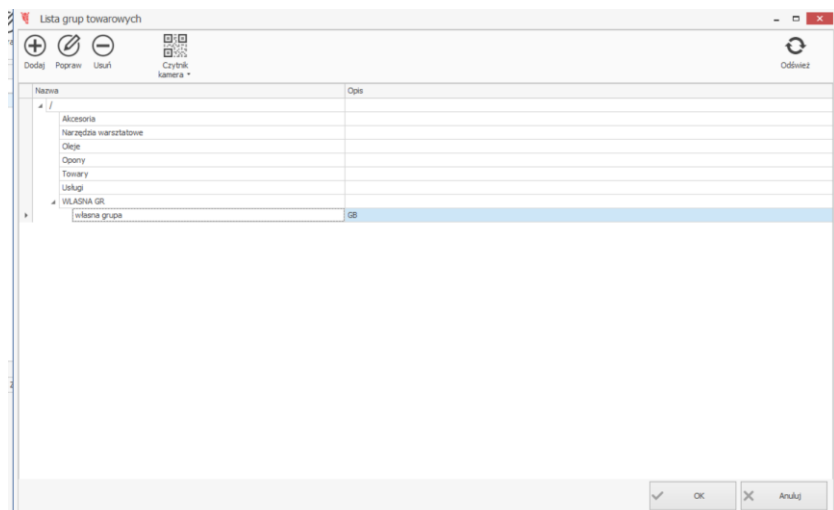 Lista grup towarowych
Dodaj Popraw Usuń Czytnik kamera Odśwież
Nazwa Opis
/
Akcesoria
Narzędzia warsztatowe
Oleje
Opony
Towary
Usługi
WLASNA GR
własna grupa GB
OK Anuluj